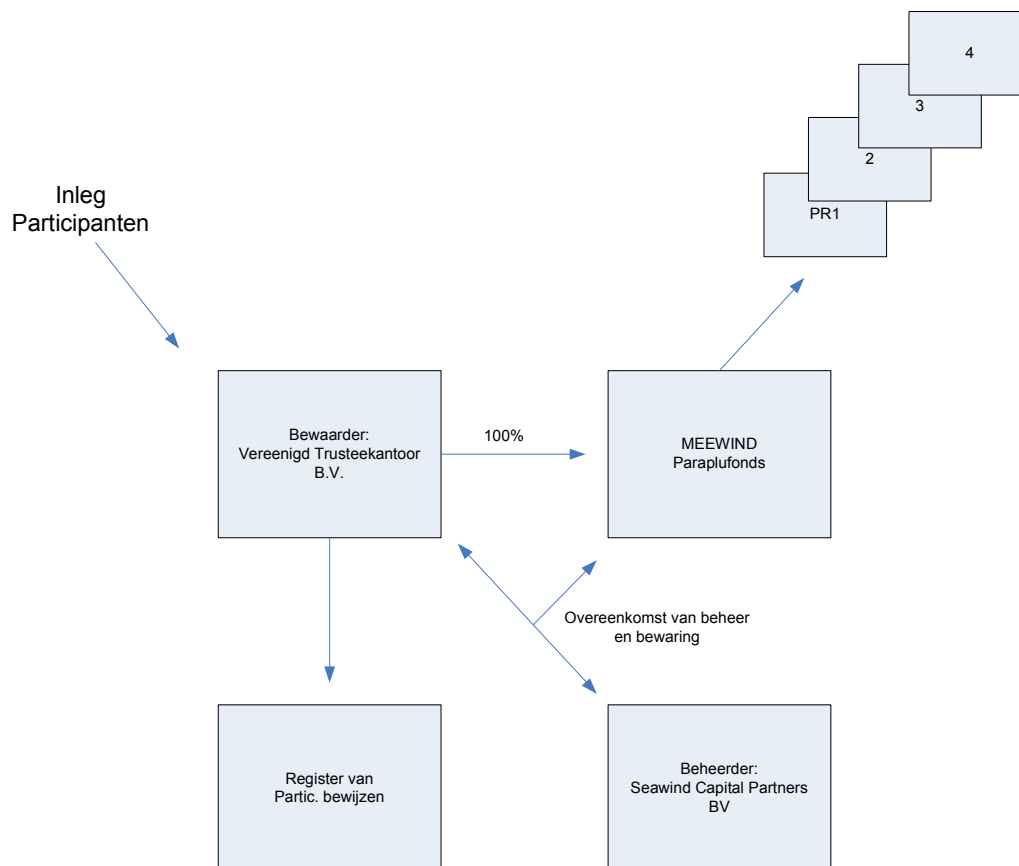 4
3
2
PR1
Inleg
Participanten
Bewaarder:
Vereenigd Trusteekantoor
B.V.
100%
MEEWIND
Paraplufonds
Overeenkomst van beheer
en bewaring
Register van
Partic. bewijzen
Beheerder:
Seawind Capital Partners
BV